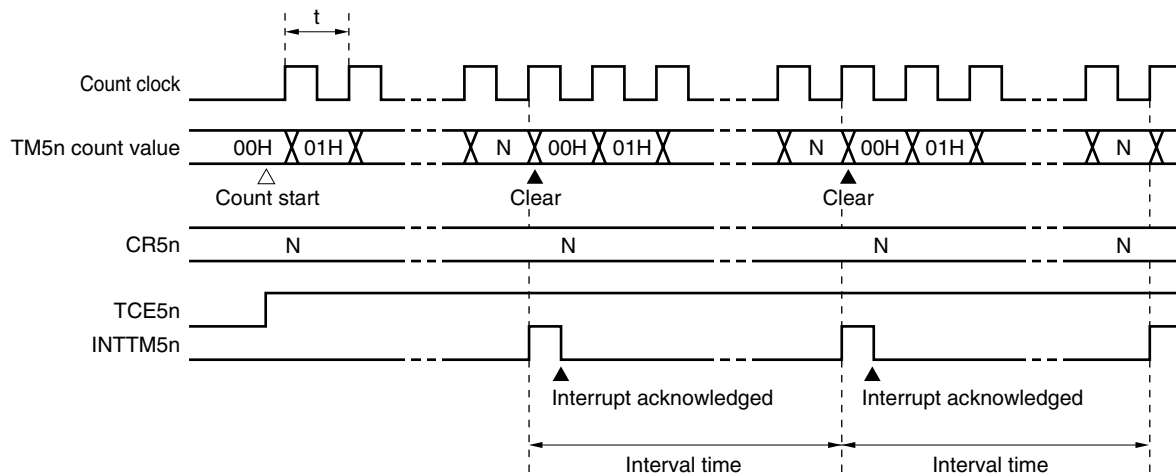 t
Count clock
TM5n count value 00H 01H N 00H 01H N 00H 01H N
Count start Clear Clear
CR5n N N N N
TCE5n
INTTM5n
Interrupt acknowledged Interrupt acknowledged
Interval time Interval time